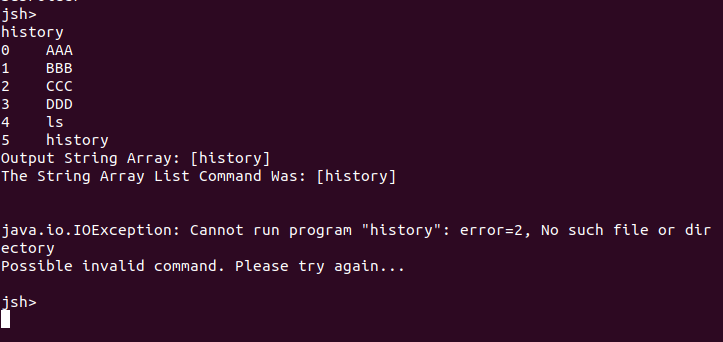 jsh>
history
0    AAA
1    BBB
2    CCC
3    DDD
4    ls
5    history
Output String Array: [history]
The String Array List Command Was: [history]
java.io.IOException: Cannot run program "history": error=2, No such file or dir
ectory
Possible invalid command. Please try again...
jsh>